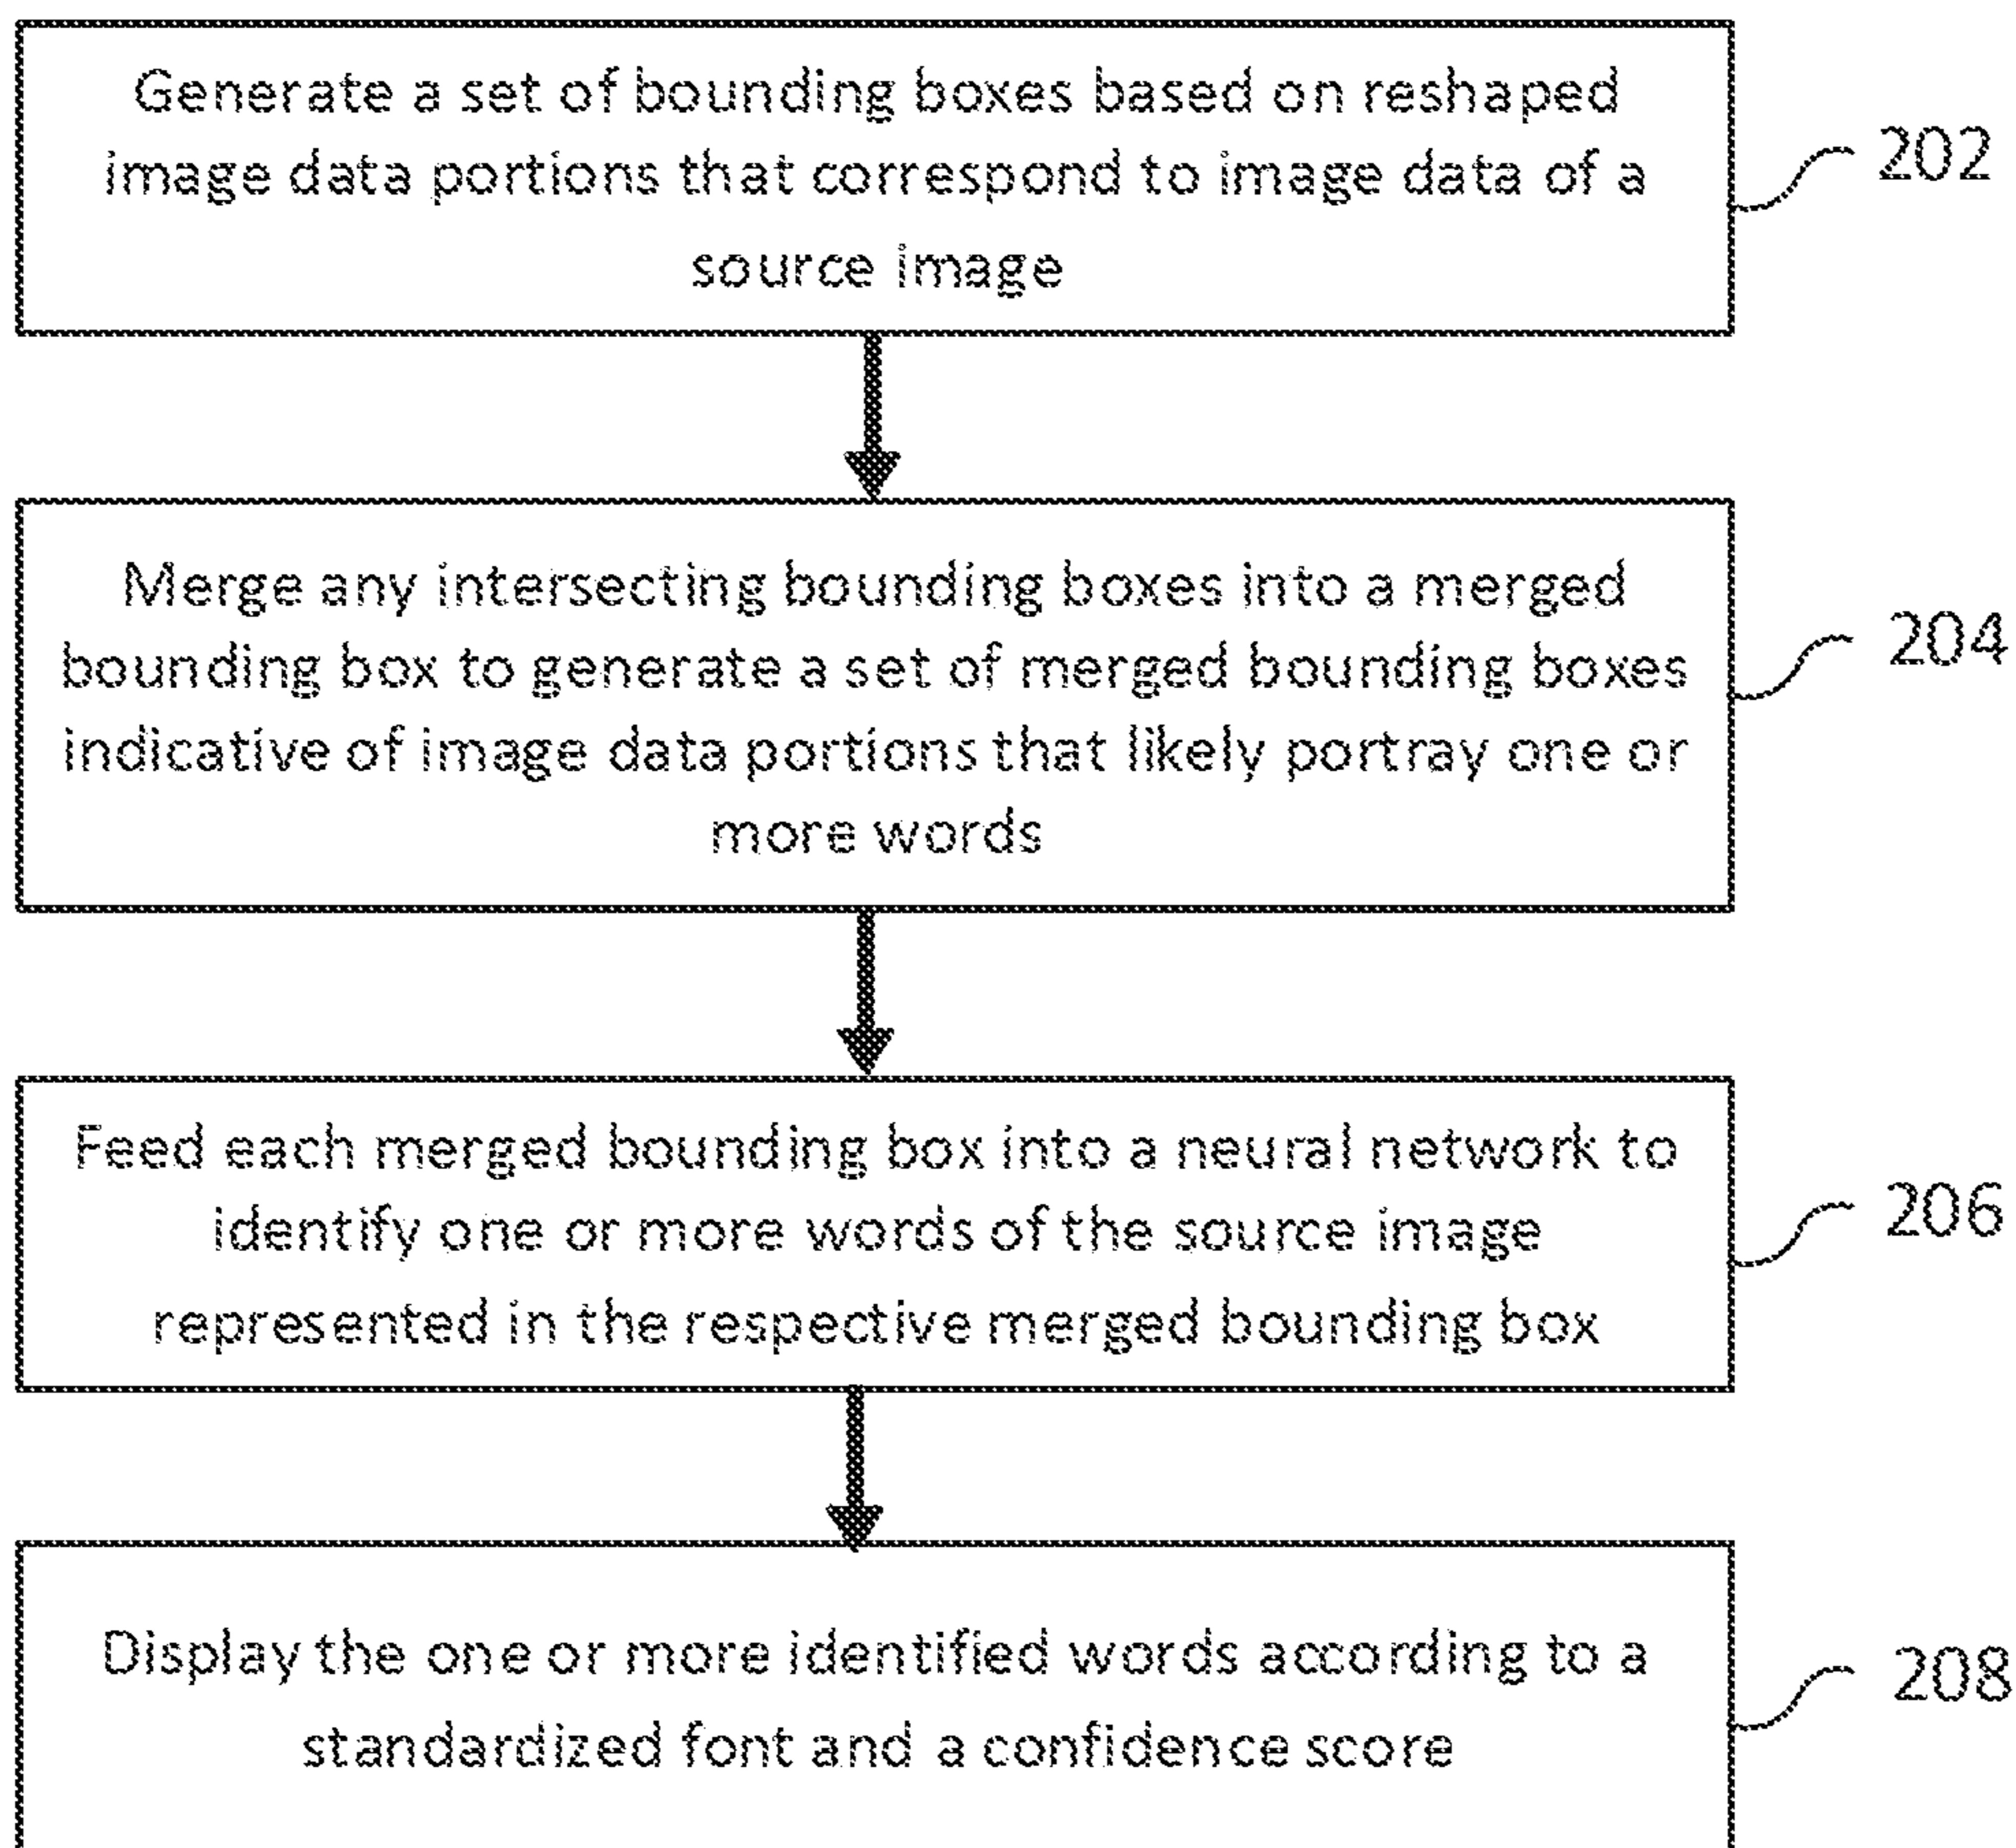 Generate a set of bounding boxes based on reshaped
image data portions that correspond to image data of a
source image
202
Merge any intersecting bounding boxes into a merged
bounding box to generate a set of merged bounding boxes
indicative of image data portions that likely portray one or
more words
204
Feed each merged bounding box into a neural network to
identify one or more words of the source image
represented in the respective merged bounding box
206
Display the one or more identified words according to a
standardized font and a confidence score
208